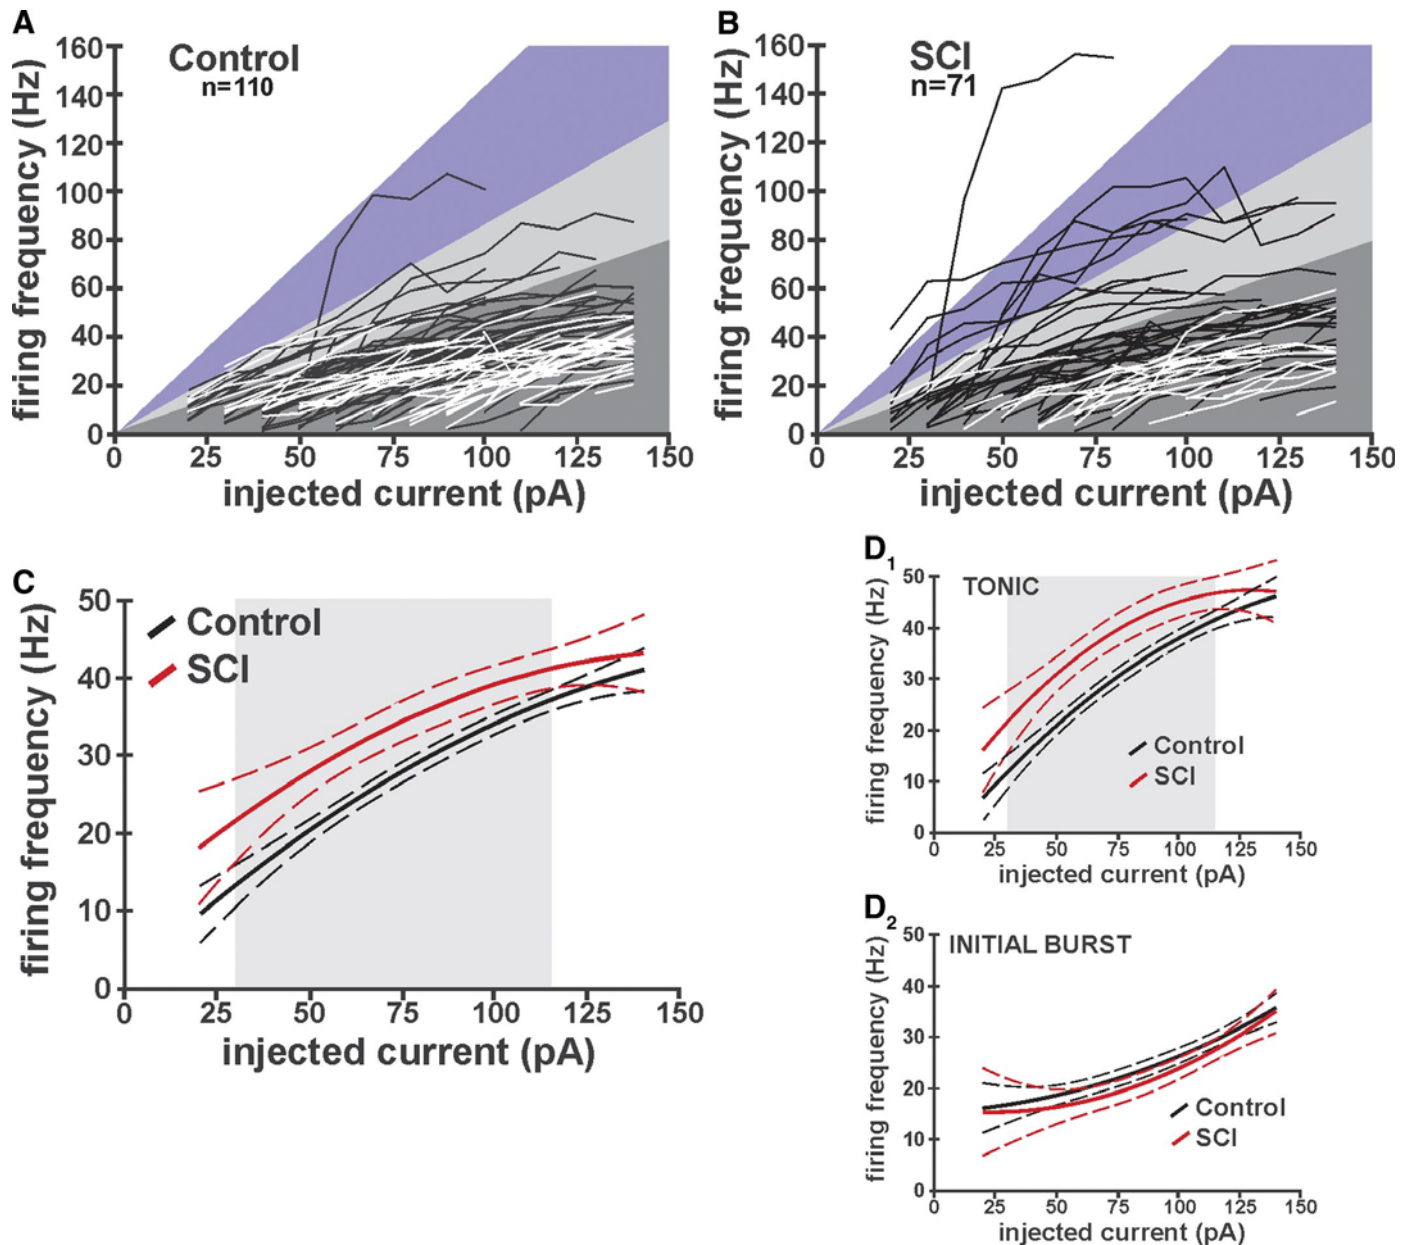 A
Control
n=110
firing frequency (Hz)
160
140
120
100
80
60
40
20
0
0 25 50 75 100 125 150
injected current (pA)
B
SCI
n=71
firing frequency (Hz)
160
140
120
100
80
60
40
20
0
0 25 50 75 100 125 150
injected current (pA)
C
Control
SCI
firing frequency (Hz)
50
40
30
20
10
0
0 25 50 75 100 125 150
injected current (pA)
D1
TONIC
firing frequency (Hz)
50
40
30
20
10
0
Control
SCI
0 25 50 75 100 125 150
injected current (pA)
D2
INITIAL BURST
firing frequency (Hz)
50
40
30
20
10
0
Control
SCI
0 25 50 75 100 125 150
injected current (pA)